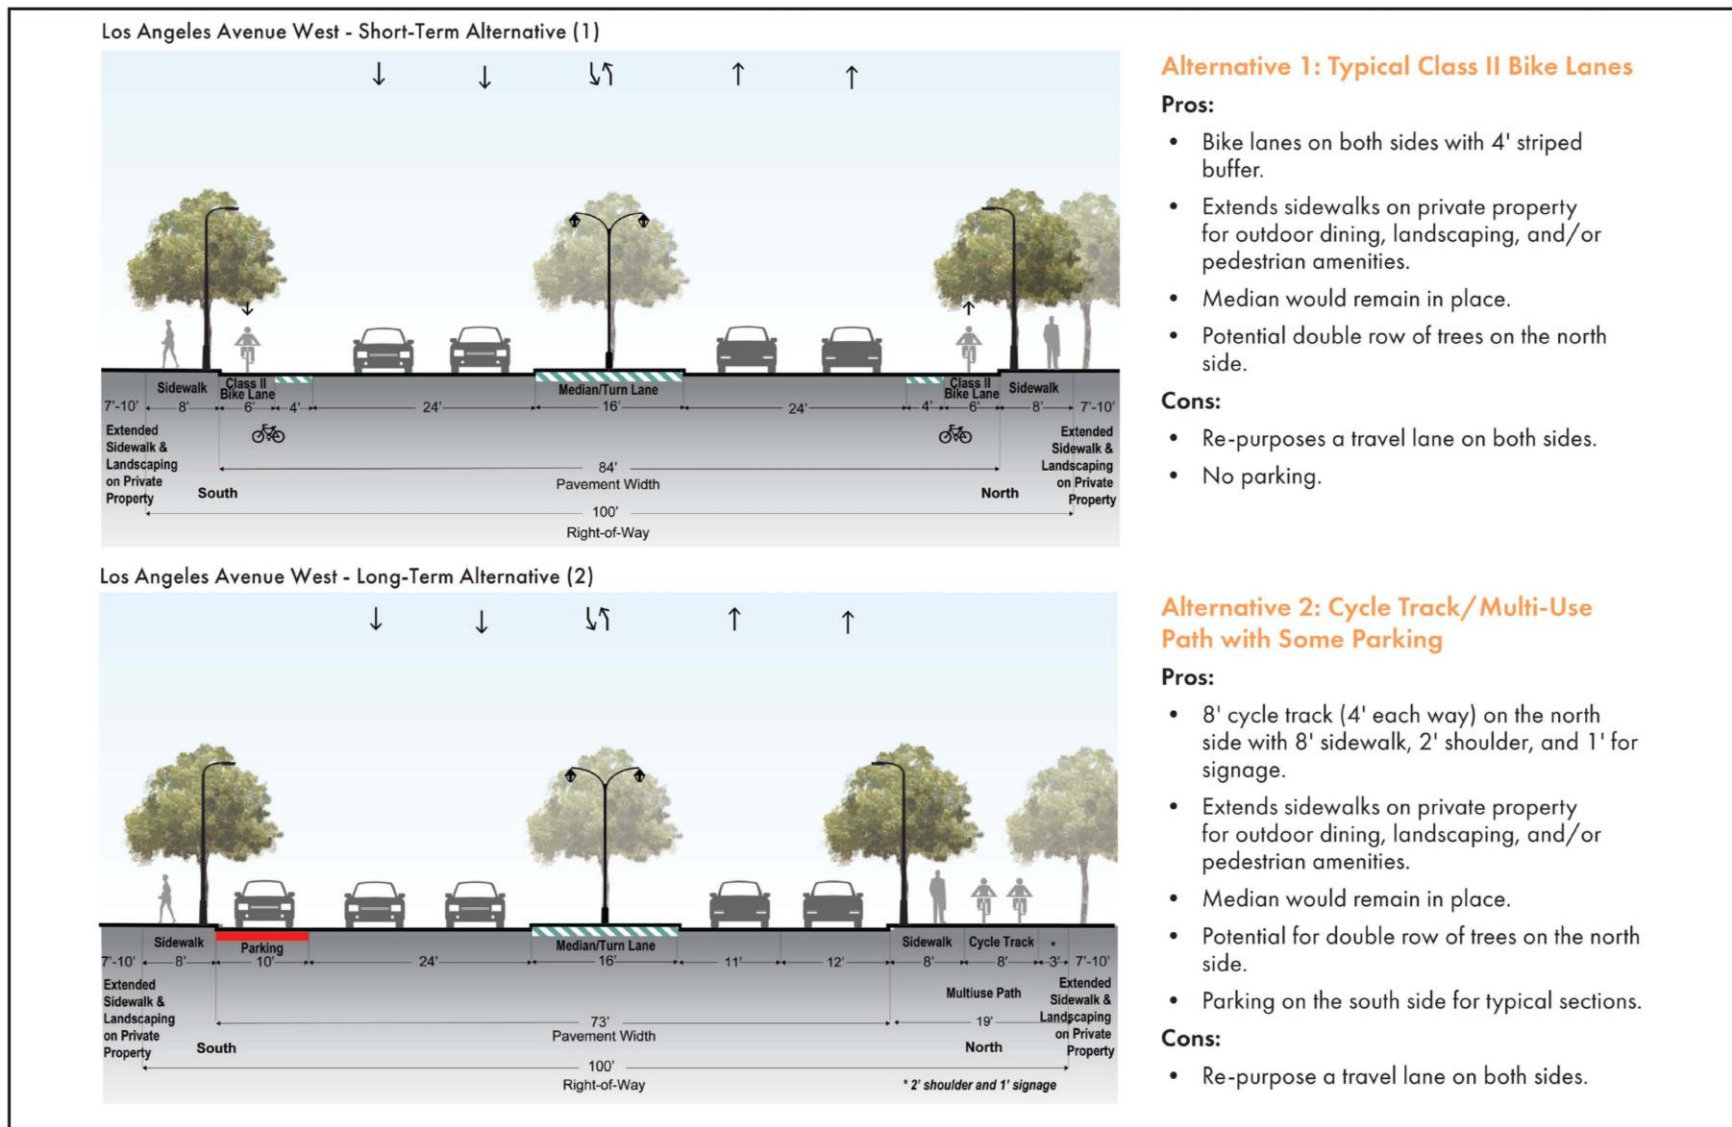 Los Angeles Avenue West - Short-Term Alternative (1)
Sidewalk
Class II
Bike Lane
Median/Turn Lane
Class II
Bike Lane
Sidewalk
7'-10' 8' 6' 4' 24' 16' 24' 4' 6' 8' 7'-10'
Extended
Sidewalk &
Landscaping
on Private
Property
South
84'
Pavement Width
100'
Right-of-Way
North
Extended
Sidewalk &
Landscaping
on Private
Property
Alternative 1: Typical Class II Bike Lanes
Pros:
• Bike lanes on both sides with 4' striped
buffer.
• Extends sidewalks on private property
for outdoor dining, landscaping, and/or
pedestrian amenities.
• Median would remain in place.
• Potential double row of trees on the north
side.
Cons:
• Re-purposes a travel lane on both sides.
• No parking.
Los Angeles Avenue West - Long-Term Alternative (2)
Sidewalk
Parking
Median/Turn Lane
Sidewalk
Cycle Track
*
7'-10' 8' 10' 24' 16' 11' 12' 8' 8' 3' 7'-10'
Extended
Sidewalk &
Landscaping
on Private
Property
South
73'
Pavement Width
100'
Right-of-Way
Multiuse Path
19'
North
Extended
Sidewalk &
Landscaping
on Private
Property
* 2' shoulder and 1' signage
Alternative 2: Cycle Track/Multi-Use
Path with Some Parking
Pros:
• 8' cycle track (4' each way) on the north
side with 8' sidewalk, 2' shoulder, and 1' for
signage.
• Extends sidewalks on private property
for outdoor dining, landscaping, and/or
pedestrian amenities.
• Median would remain in place.
• Potential for double row of trees on the north
side.
• Parking on the south side for typical sections.
Cons:
• Re-purpose a travel lane on both sides.